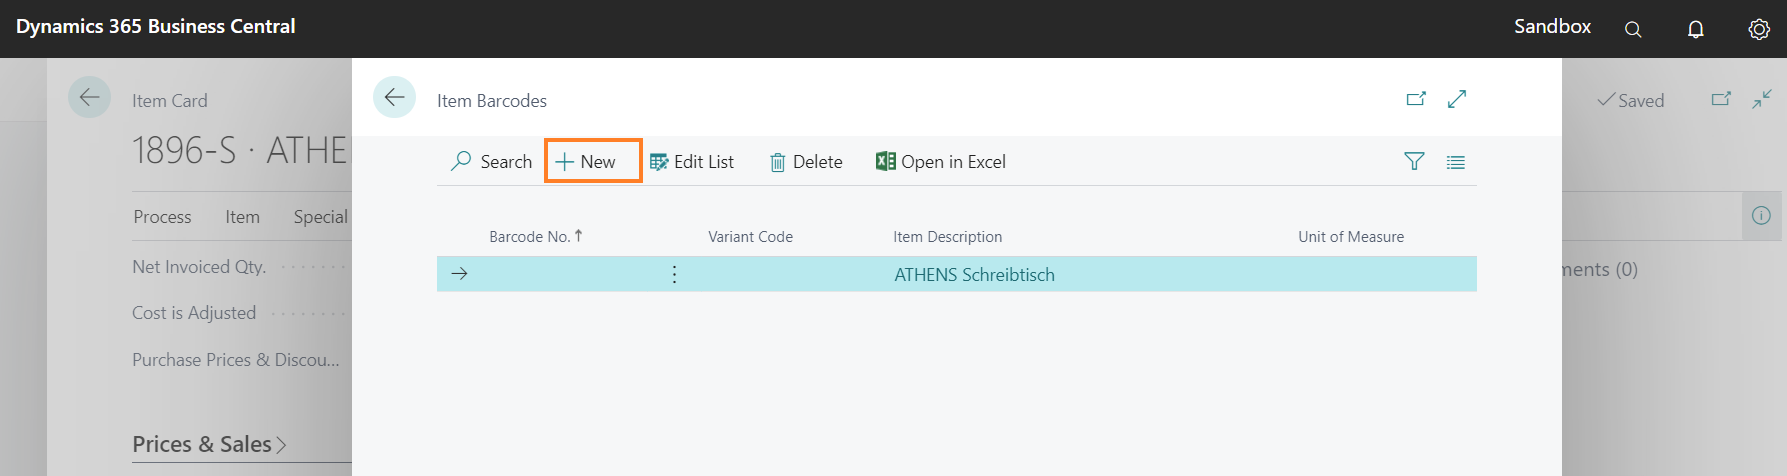 Dynamics 365 Business Central
Sandbox
Item Card
1896-S · ATHE
Process Item Special
Net Invoiced Qty.
Cost is Adjusted
Purchase Prices & Discou...
Prices & Sales
Item Barcodes
Search New Edit List Delete Open in Excel
Barcode No. Variant Code Item Description Unit of Measure
ATHENS Schreibtisch
Saved
ments (0)